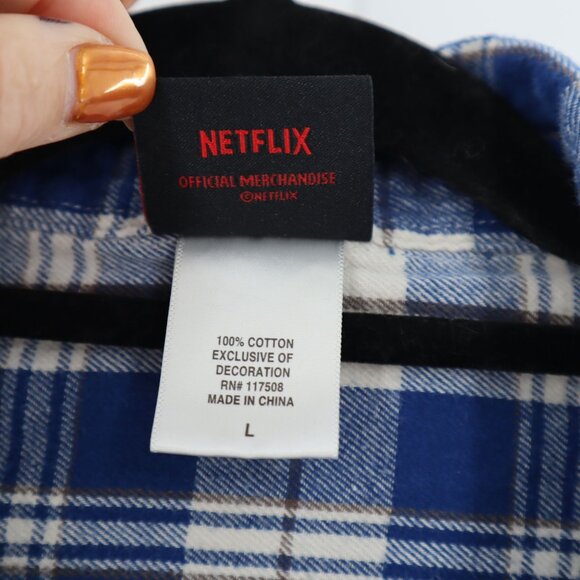 NETFLIX
OFFICIAL MERCHANDISE
©NETFLIX
100% COTTON
EXCLUSIVE OF
DECORATION
RN# 117508
MADE IN CHINA
L